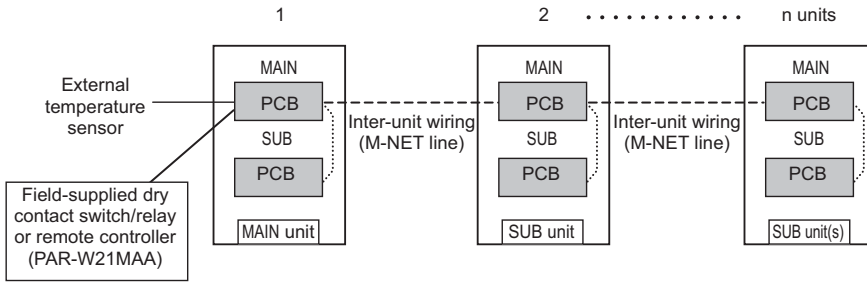 1
2
n units
External
temperature
sensor
MAIN
PCB
SUB
PCB
MAIN unit
Field-supplied dry
contact switch/relay
or remote controller
(PAR-W21MAA)
Inter-unit wiring
(M-NET line)
MAIN
PCB
SUB
PCB
SUB unit
Inter-unit wiring
(M-NET line)
MAIN
PCB
SUB
PCB
SUB unit(s)